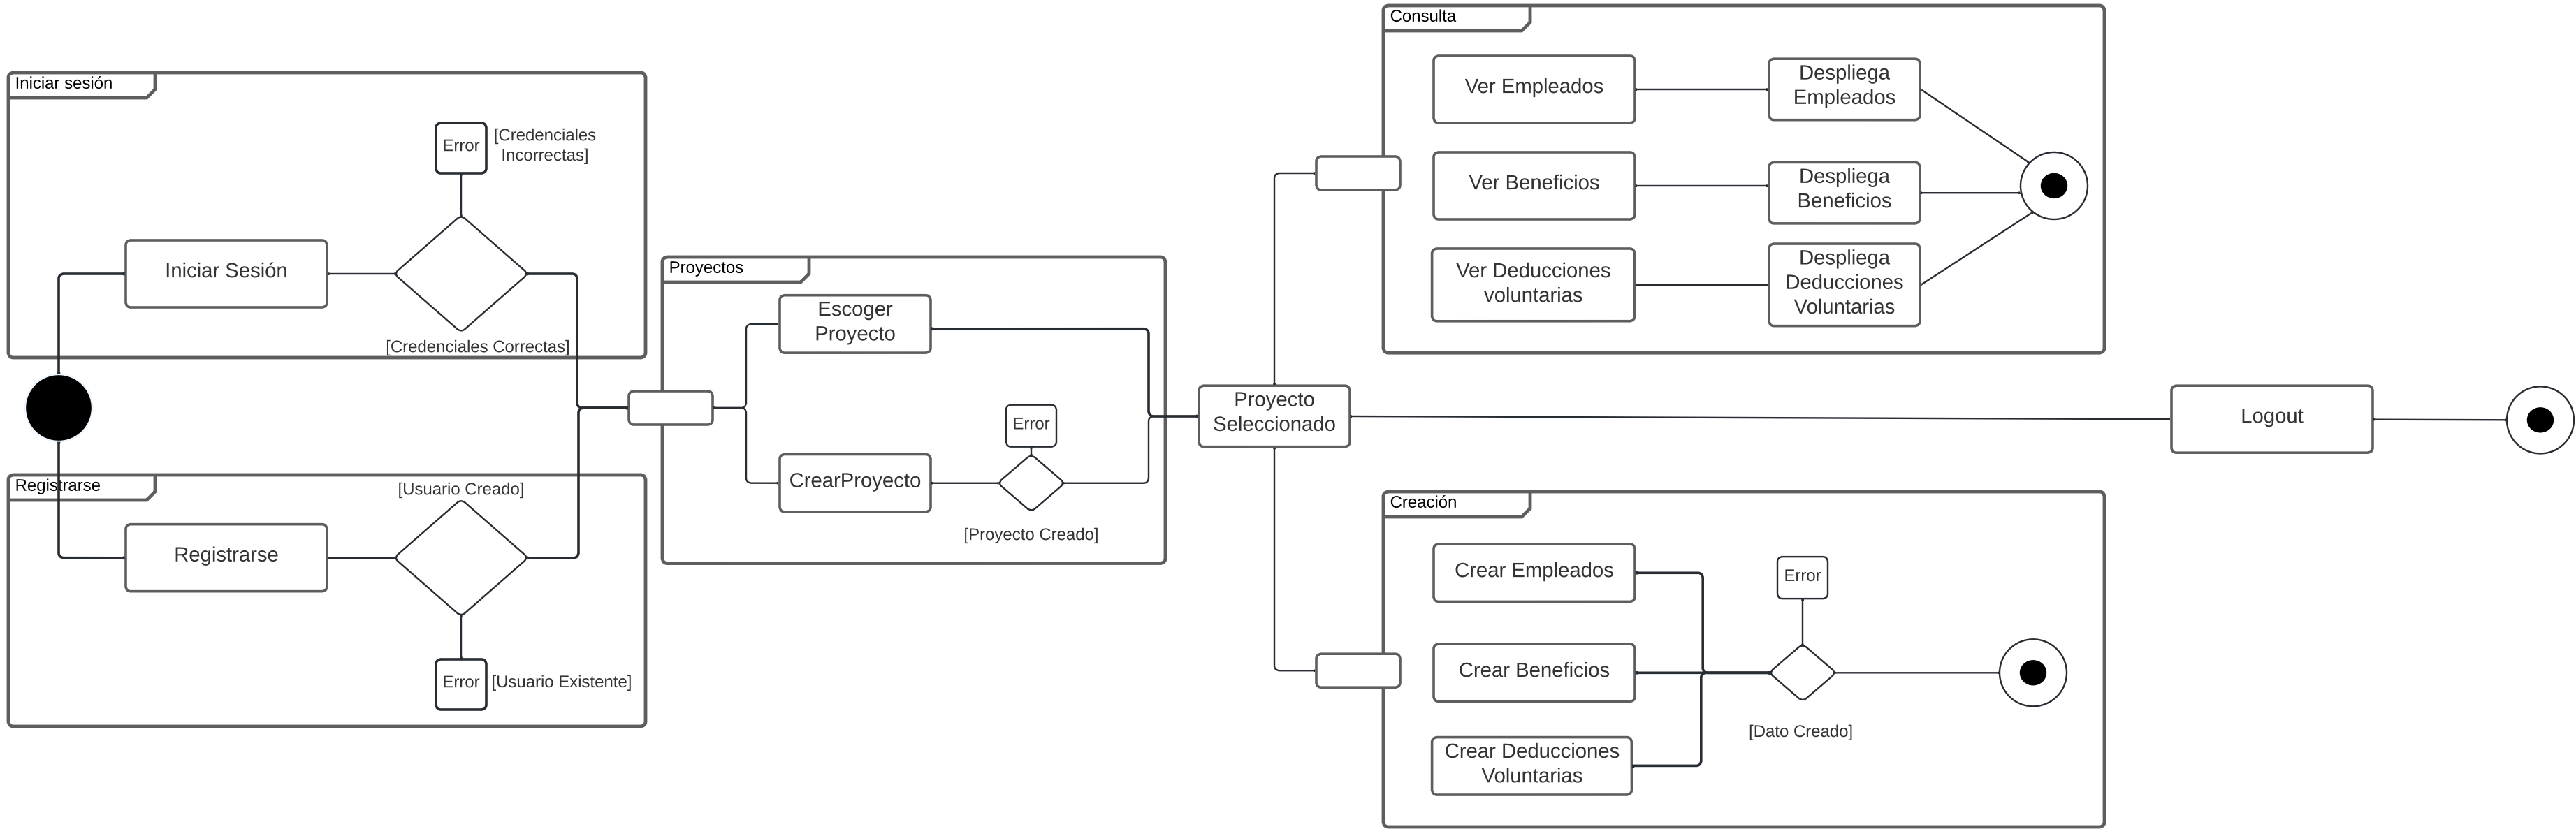 Iniciar sesión
Error
[Credenciales
Incorrectas]
Iniciar Sesión
[Credenciales Correctas]
Registrarse
[Usuario Creado]
Registrarse
Error
[Usuario Existente]
Proyectos
Escoger
Proyecto
Error
CrearProyecto
[Proyecto Creado]
Proyecto
Seleccionado
Consulta
Ver Empleados
Despliega
Empleados
Ver Beneficios
Despliega
Beneficios
Ver Deducciones
voluntarias
Despliega
Deducciones
Voluntarias
Logout
Creación
Crear Empleados
Error
Crear Beneficios
[Dato Creado]
Crear Deducciones
Voluntarias